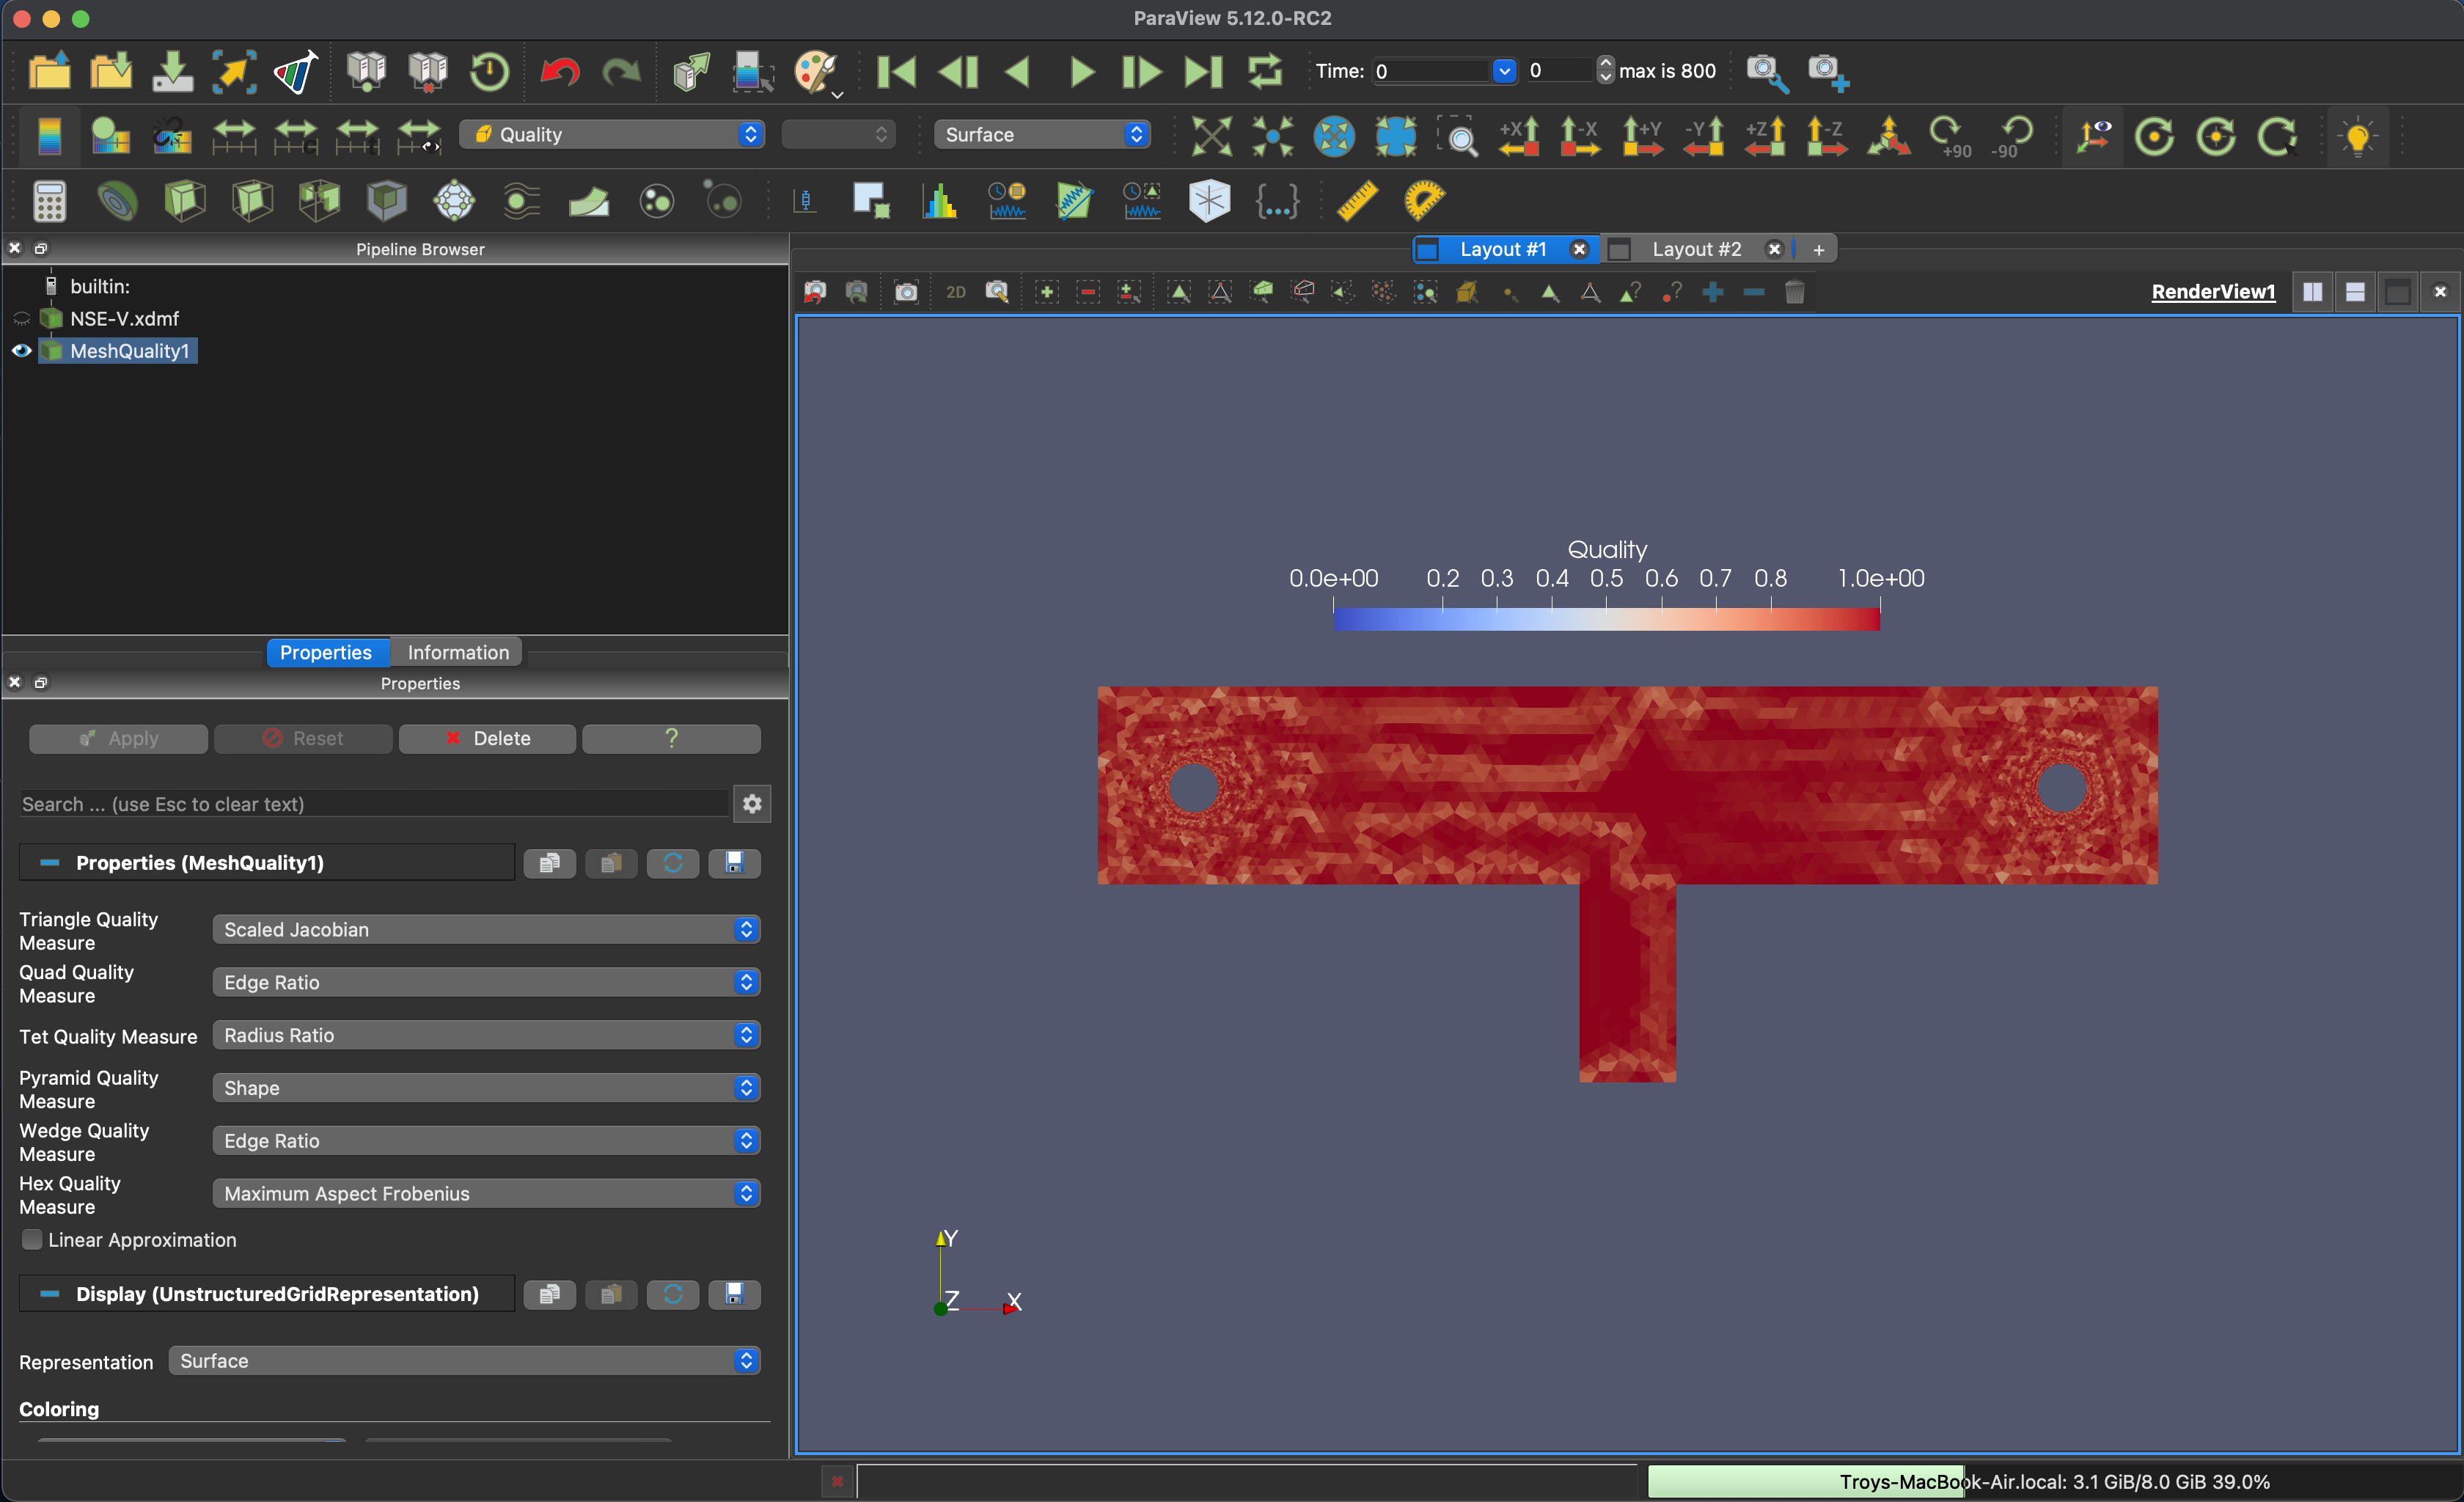 ParaView 5.12.0-RC2
Time: 0
0
max is 800
Quality
Surface
+X
-X
+Y
-Y
+Z
-Z
+90
-90
Pipeline Browser
Layout #1
Layout #2
+
builtin:
NSE-V.xdmf
MeshQuality1
2D
RenderView1
Properties
Information
Properties
Apply
Reset
Delete
?
Search ... (use Esc to clear text)
Properties (MeshQuality1)
Triangle Quality
Measure
Scaled Jacobian
Quad Quality
Measure
Edge Ratio
Tet Quality Measure
Radius Ratio
Pyramid Quality
Measure
Shape
Wedge Quality
Measure
Edge Ratio
Hex Quality
Measure
Maximum Aspect Frobenius
Linear Approximation
Display (UnstructuredGridRepresentation)
Representation
Surface
Coloring
Quality
0.0e+00 0.2 0.3 0.4 0.5 0.6 0.7 0.8 1.0e+00
Y
Z
X
Troys-MacBook-Air.local: 3.1 GiB/8.0 GiB 39.0%